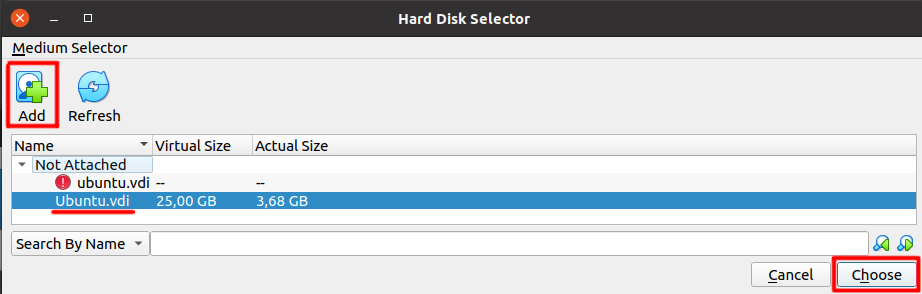 Hard Disk Selector
Medium Selector
Add Refresh
Name Virtual Size Actual Size
Not Attached
ubuntu.vdi -- --
Ubuntu.vdi 25,00 GB 3,68 GB
Search By Name
Cancel Choose